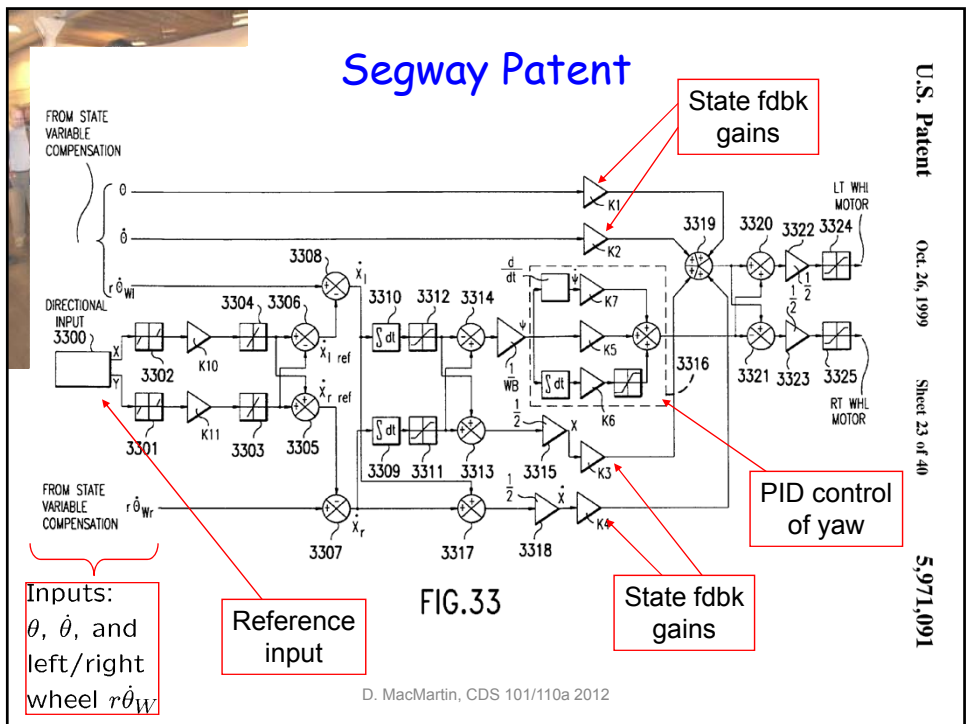 Segway Patent
U.S. Patent
Oct. 26, 1999
Sheet 23 of 40
5,971,091
State fdbk
gains
FROM STATE
VARIABLE
COMPENSATION
θ
K1
θ̇
K2
r θ̇Wl
3308
ẋl
3319
3320
3322
3324
LT WHl
MOTOR
1/2
DIRECTIONAL
INPUT
3300
X
Y
3302
K10
3304
3306
ẋl ref
3310
∫dt
3312
3314
1/WB
ψ
d/dt
ψ̇
K7
K5
∫dt
K6
3316
3321
1/2
3323
3325
RT WHL
MOTOR
3301
K11
3303
3305
ẋr ref
∫dt
3309
3311
3313
1/2
3315
X
K3
FROM STATE
VARIABLE
COMPENSATION
r θ̇Wr
3307
ẋr
3317
1/2
3318
ẋ
K4
PID control
of yaw
FIG.33
Inputs:
θ, θ̇, and
left/right
wheel rθ̇W
Reference
input
State fdbk
gains
D. MacMartin, CDS 101/110a 2012